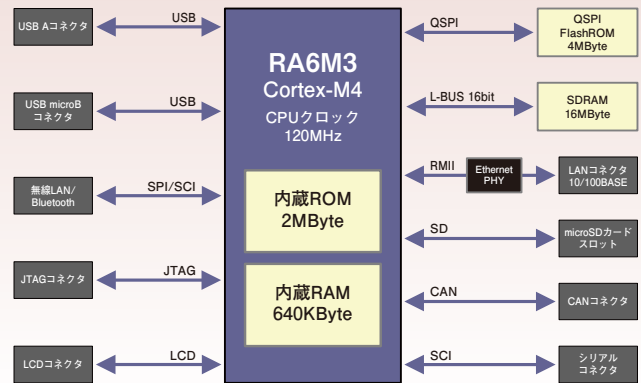 USB Aコネクタ
USB
USB microB
コネクタ
USB
無線LAN/
Bluetooth
SPI/SCI
JTAGコネクタ
JTAG
LCDコネクタ
LCD
RA6M3
Cortex-M4
CPUクロック
120MHz
内蔵ROM
2MByte
内蔵RAM
640KByte
QSPI
QSPI
FlashROM
4MByte
L-BUS 16bit
SDRAM
16MByte
RMII
Ethernet
PHY
LANコネクタ
10/100BASE
SD
microSDカード
スロット
CAN
CANコネクタ
SCI
シリアル
コネクタ